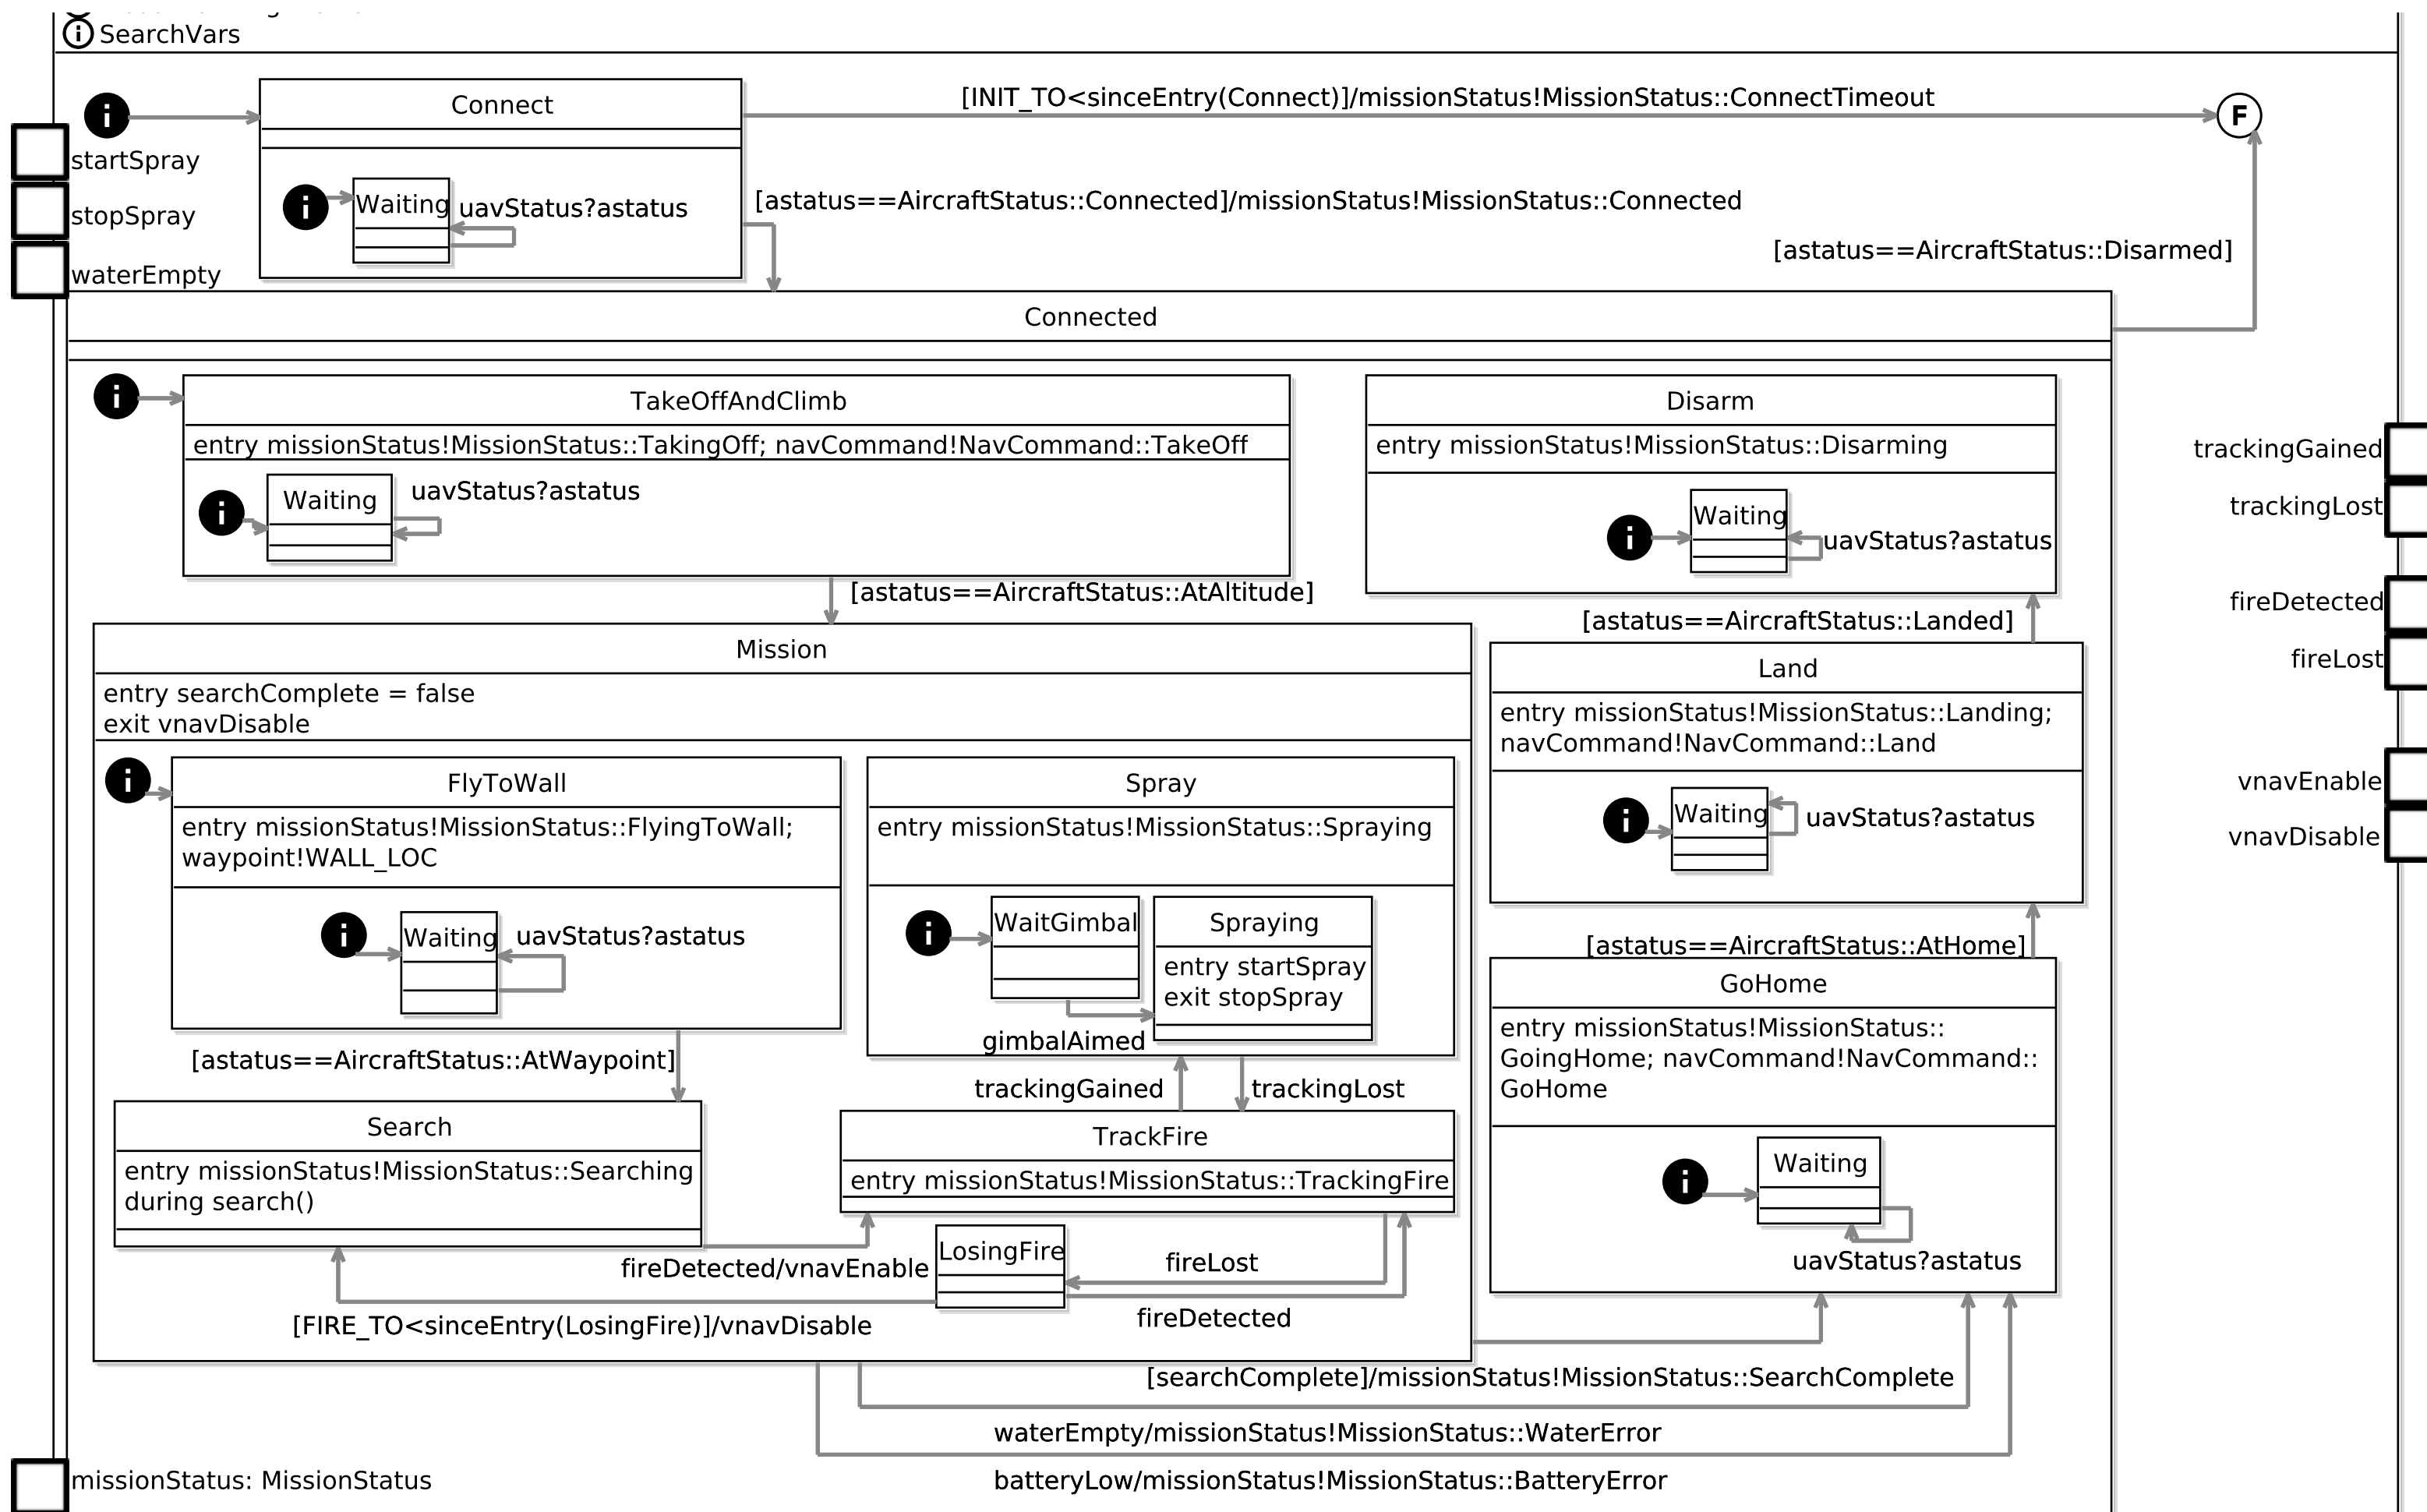 SearchVars
i
i
Connect
[INIT_TO<sinceEntry(Connect)]/missionStatus!MissionStatus::ConnectTimeout
F
startSpray
stopSpray
waterEmpty
i
Waiting
uavStatus?astatus
[astatus==AircraftStatus::Connected]/missionStatus!MissionStatus::Connected
[astatus==AircraftStatus::Disarmed]
Connected
i
TakeOffAndClimb
entry missionStatus!MissionStatus::TakingOff; navCommand!NavCommand::TakeOff
i
Waiting
uavStatus?astatus
Disarm
entry missionStatus!MissionStatus::Disarming
i
Waiting
uavStatus?astatus
trackingGained
trackingLost
fireDetected
fireLost
vnavEnable
vnavDisable
[astatus==AircraftStatus::AtAltitude]
[astatus==AircraftStatus::Landed]
Mission
entry searchComplete = false
exit vnavDisable
Land
entry missionStatus!MissionStatus::Landing;
navCommand!NavCommand::Land
i
Waiting
uavStatus?astatus
i
FlyToWall
entry missionStatus!MissionStatus::FlyingToWall;
waypoint!WALL_LOC
i
Waiting
uavStatus?astatus
Spray
entry missionStatus!MissionStatus::Spraying
i
WaitGimbal
Spraying
entry startSpray
exit stopSpray
gimbalAimed
[astatus==AircraftStatus::AtHome]
GoHome
entry missionStatus!MissionStatus::
GoingHome; navCommand!NavCommand::
GoHome
i
Waiting
uavStatus?astatus
[astatus==AircraftStatus::AtWaypoint]
trackingGained
trackingLost
Search
entry missionStatus!MissionStatus::Searching
during search()
TrackFire
entry missionStatus!MissionStatus::TrackingFire
fireDetected/vnavEnable
LosingFire
fireLost
fireDetected
[FIRE_TO<sinceEntry(LosingFire)]/vnavDisable
[searchComplete]/missionStatus!MissionStatus::SearchComplete
waterEmpty/missionStatus!MissionStatus::WaterError
missionStatus: MissionStatus
batteryLow/missionStatus!MissionStatus::BatteryError